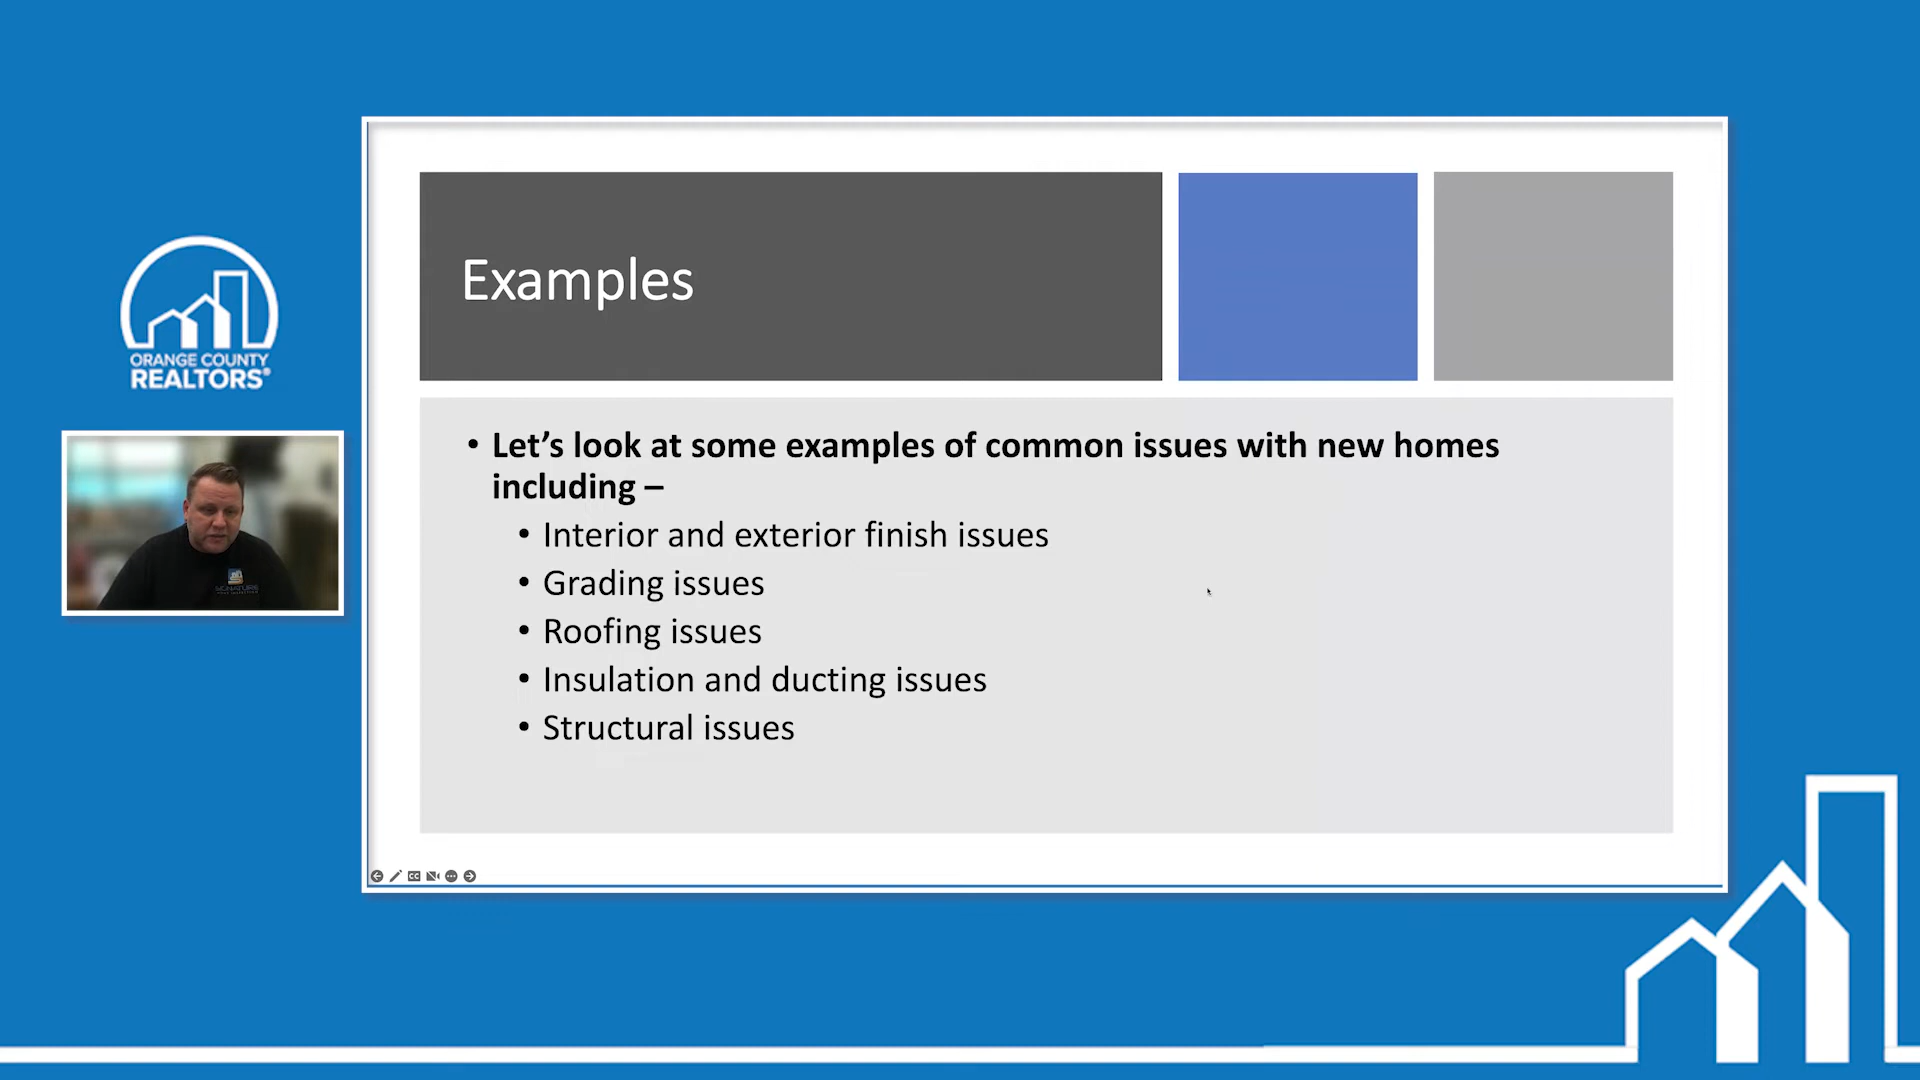 ORANGE COUNTY
REALTORS®
Examples
• Let’s look at some examples of common issues with new homes
including –
• Interior and exterior finish issues
• Grading issues
• Roofing issues
• Insulation and ducting issues
• Structural issues